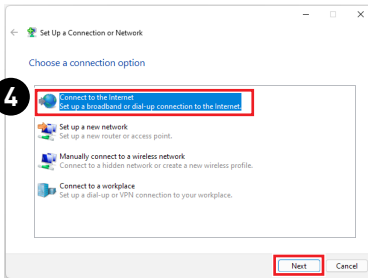 Set Up a Connection or Network
Choose a connection option
4
Connect to the Internet
Set up a broadband or dial-up connection to the Internet.
Set up a new network
Set up a new router or access point.
Manually connect to a wireless network
Connect to a hidden network or create a new wireless profile.
Connect to a workplace
Set up a dial-up or VPN connection to your workplace.
Next
Cancel